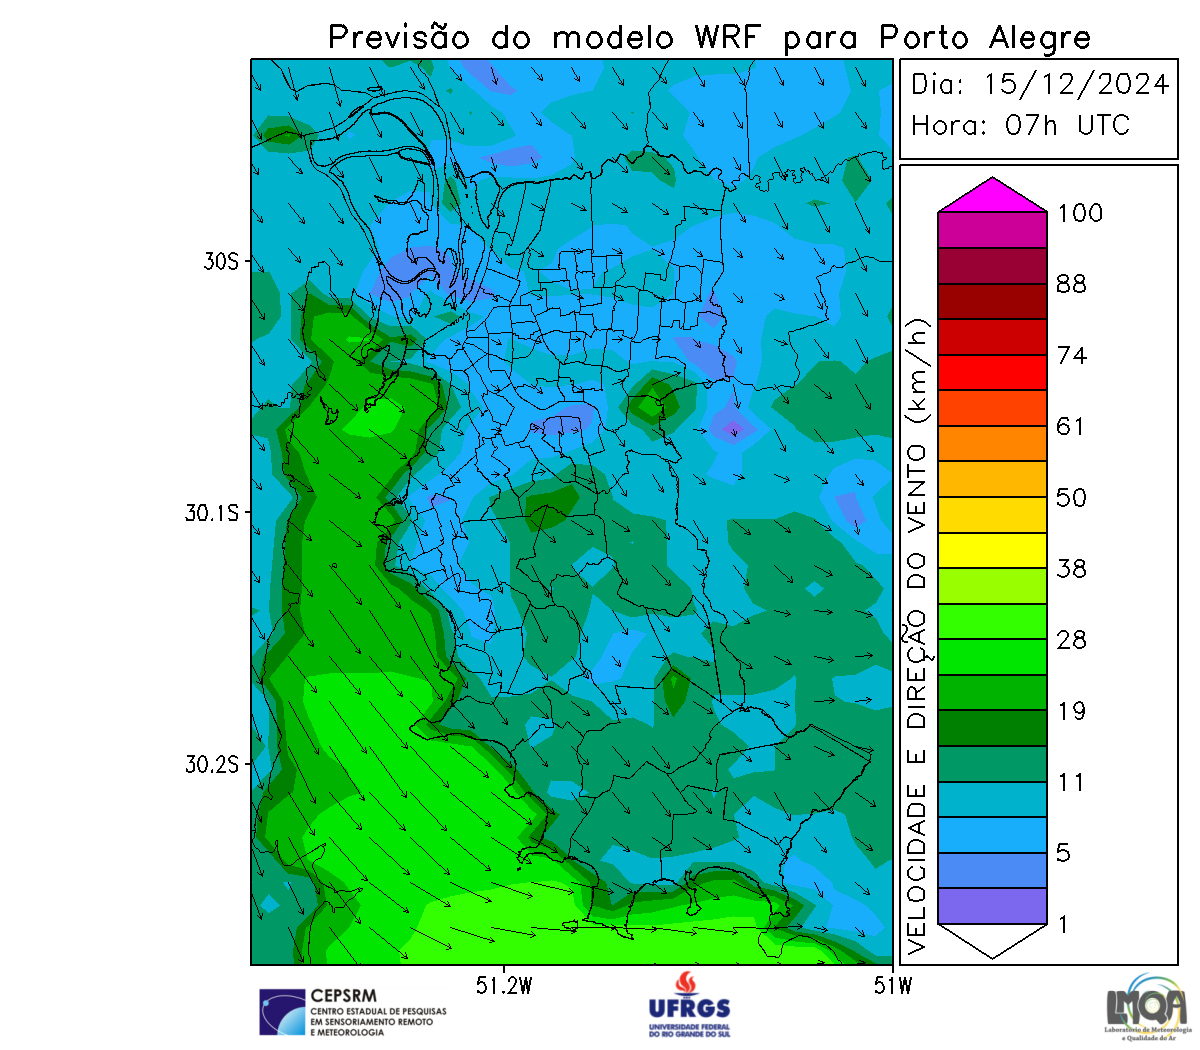 Previsão do modelo WRF para Porto Alegre
Dia: 15/12/2024
Hora: 07h UTC
100
88
74
61
50
38
28
19
11
5
1
VELOCIDADE E DIREÇÃO DO VENTO (km/h)
30S
30.1S
30.2S
51.2W
51W
CEPSRM
CENTRO ESTADUAL DE PESQUISAS
EM SENSORIAMENTO REMOTO
E METEOROLOGIA
UFRGS
UNIVERSIDADE FEDERAL
DO RIO GRANDE DO SUL
LMQA
Laboratório de Meteorologia
e Qualidade do Ar